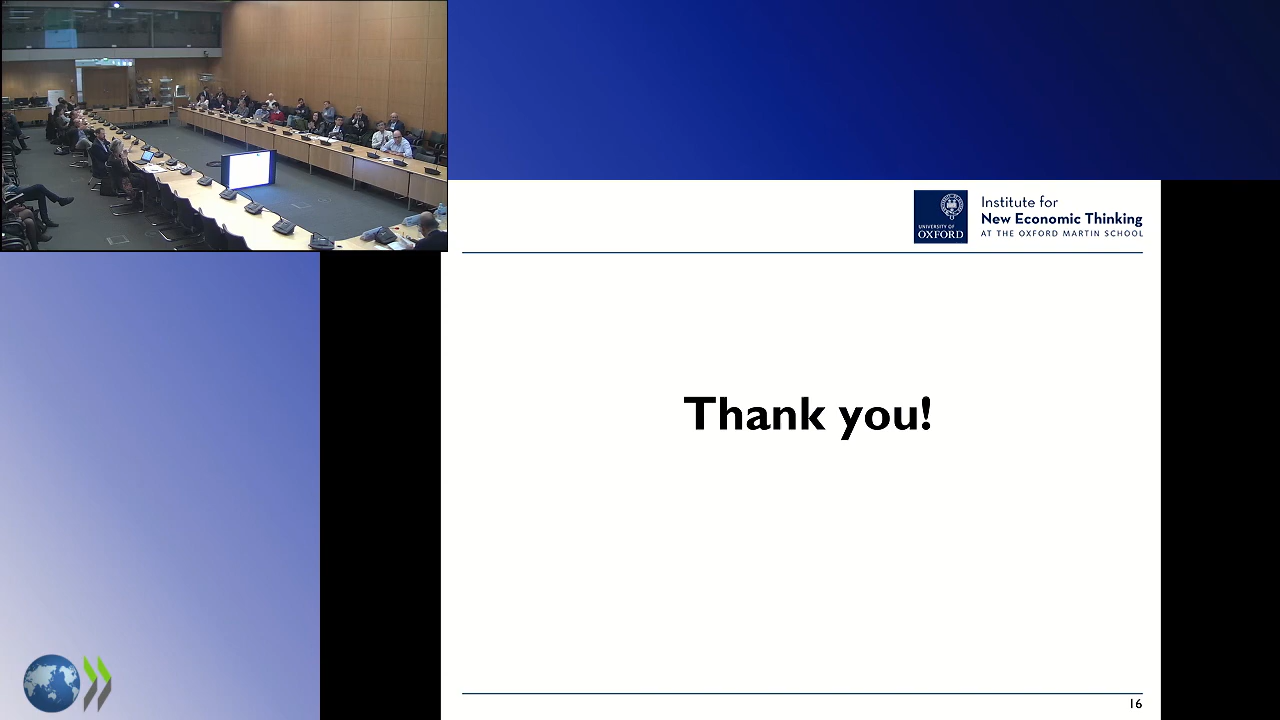 UNIVERSITY OF
OXFORD
Institute for
New Economic Thinking
AT THE OXFORD MARTIN SCHOOL
Thank you!
16